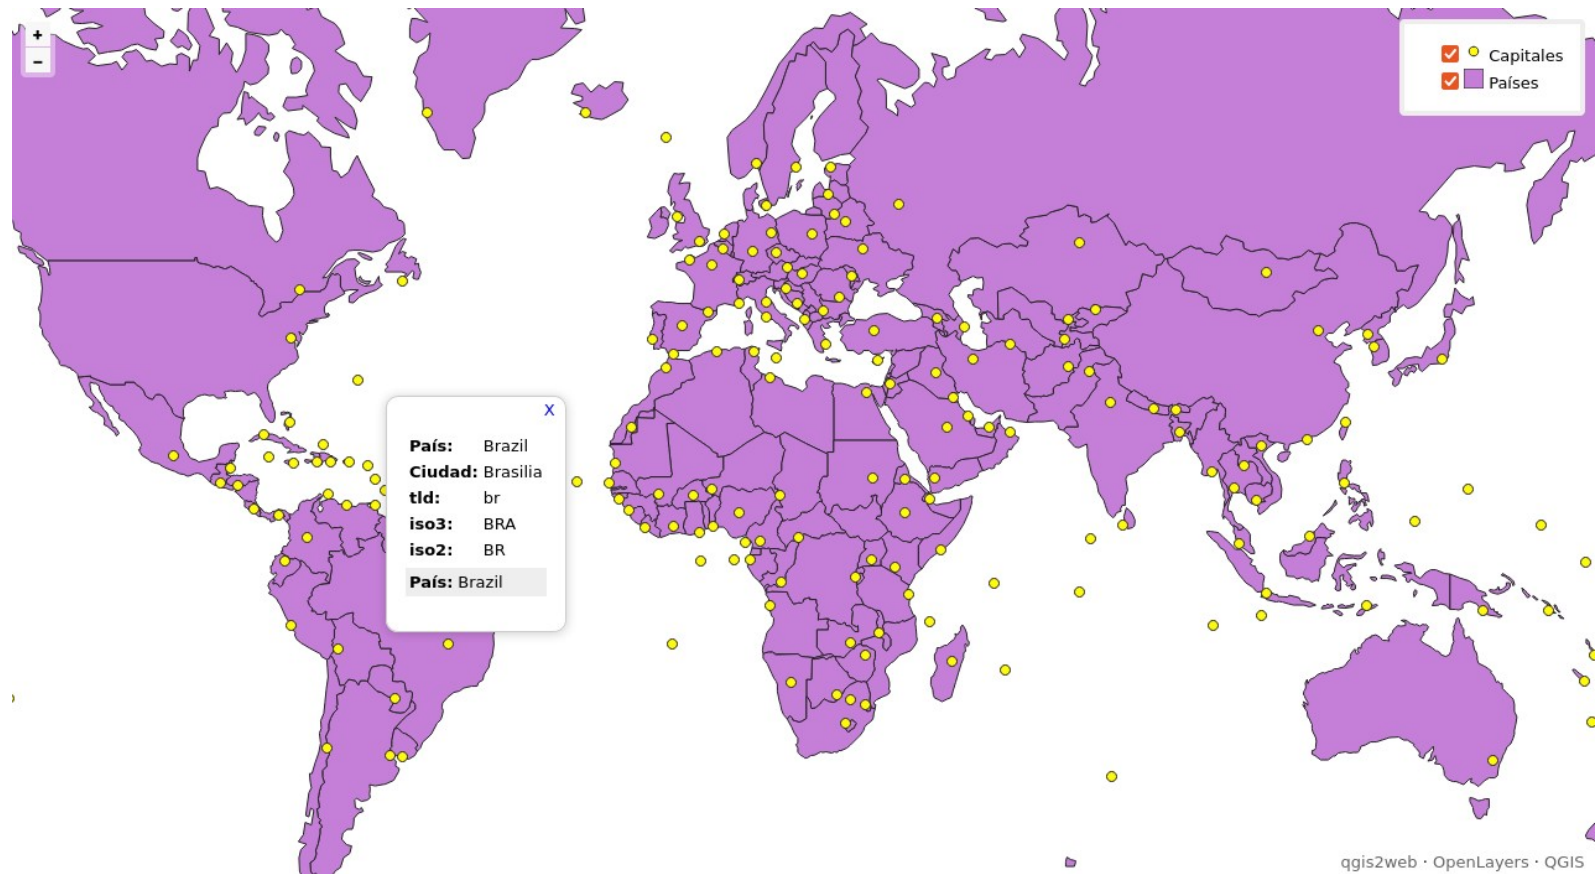 +
−
Capitales
Países
X
País: Brazil
Ciudad: Brasilia
tld: br
iso3: BRA
iso2: BR
País: Brazil
qgis2web · OpenLayers · QGIS